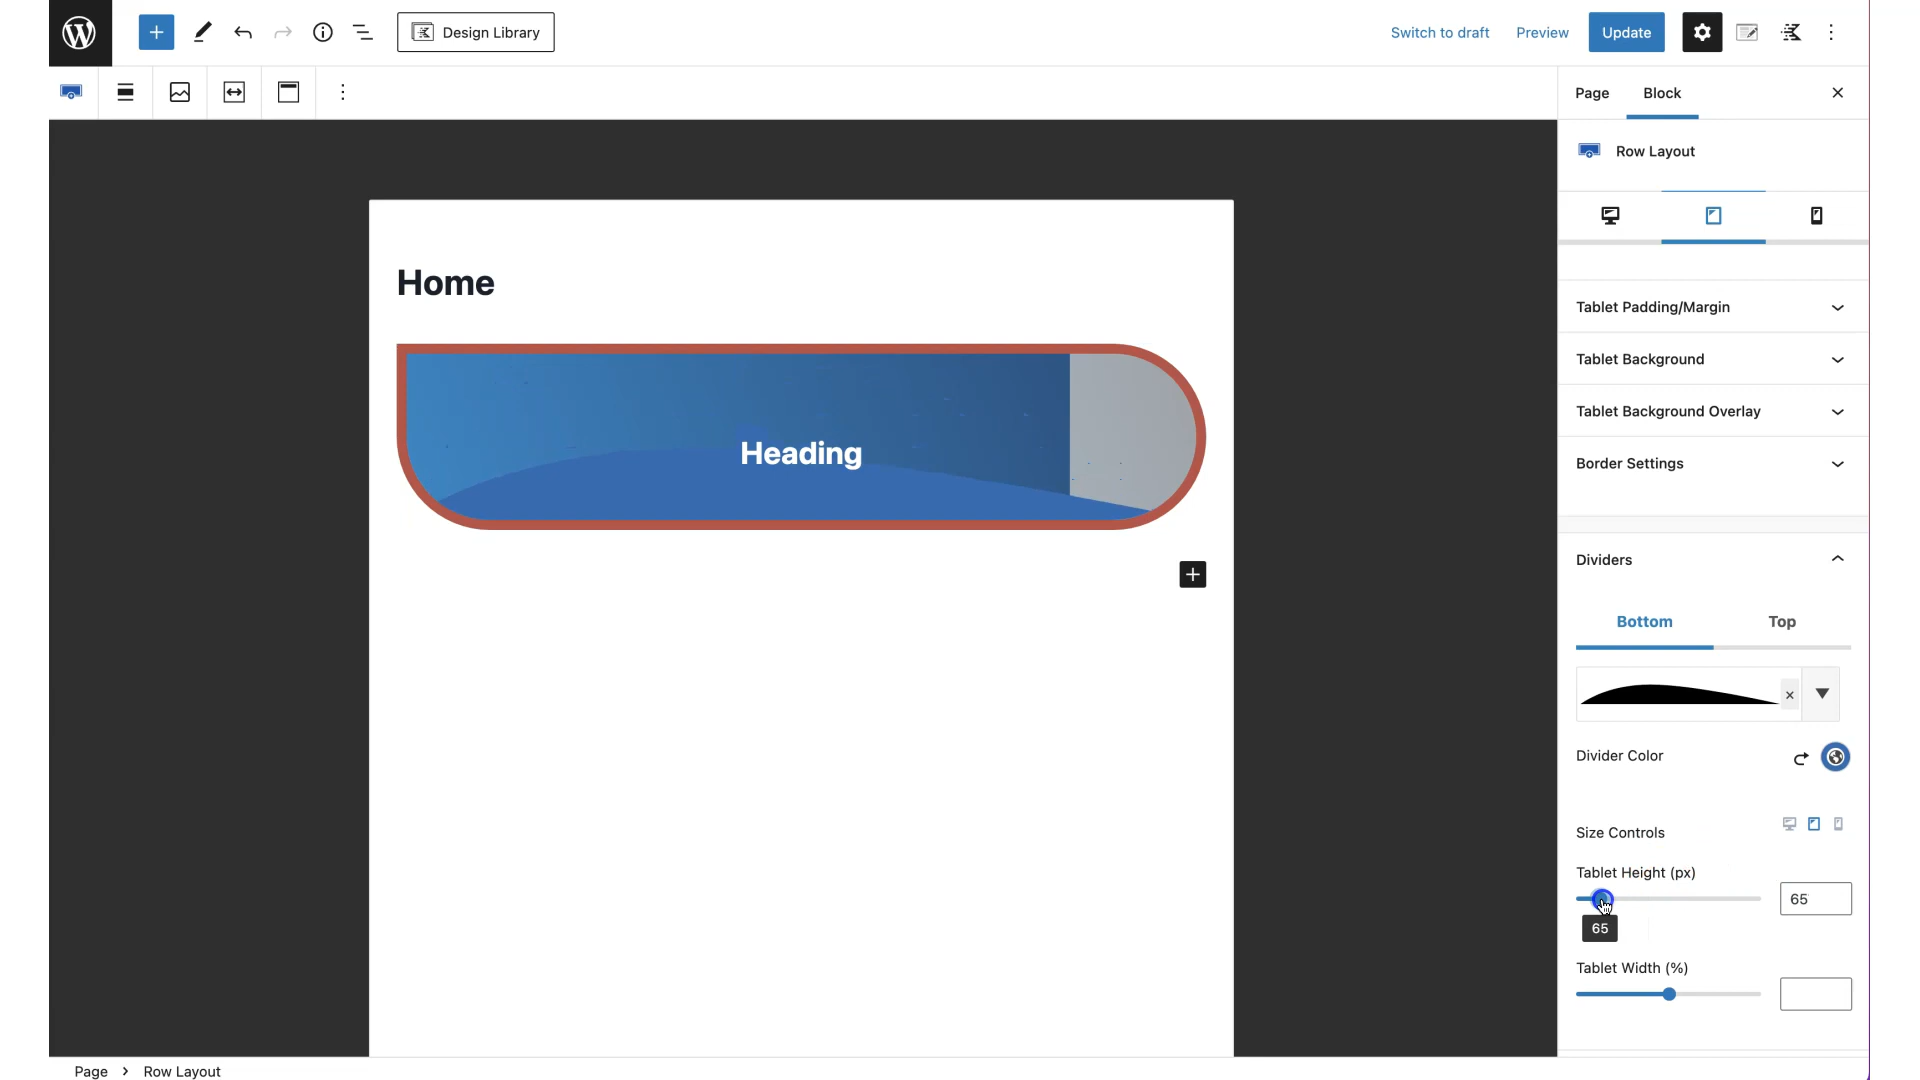 Design Library
Switch to draft
Preview
Update
Page
Block
Row Layout
Home
Heading
Tablet Padding/Margin
Tablet Background
Tablet Background Overlay
Border Settings
Dividers
Bottom
Top
Divider Color
Size Controls
Tablet Height (px)
65
65
Tablet Width (%)
Page > Row Layout